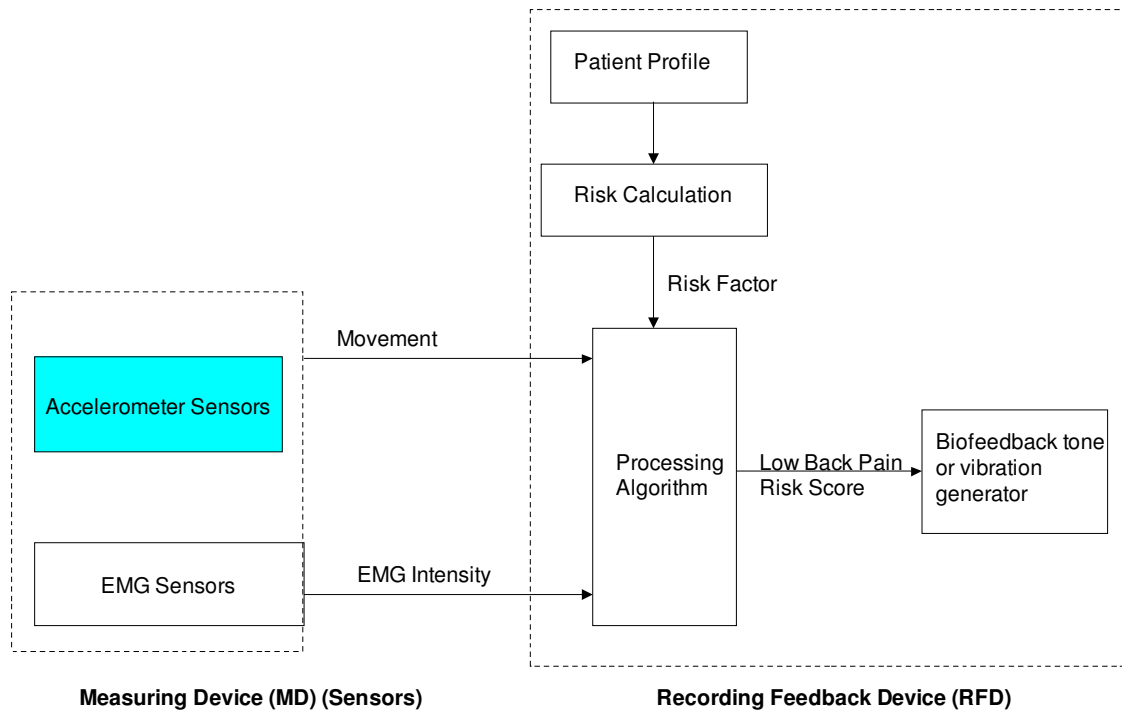 Patient Profile
Risk Calculation
Risk Factor
Movement
Accelerometer Sensors
Processing
Algorithm
Low Back Pain
Risk Score
Biofeedback tone
or vibration
generator
EMG Intensity
EMG Sensors
Measuring Device (MD) (Sensors)
Recording Feedback Device (RFD)